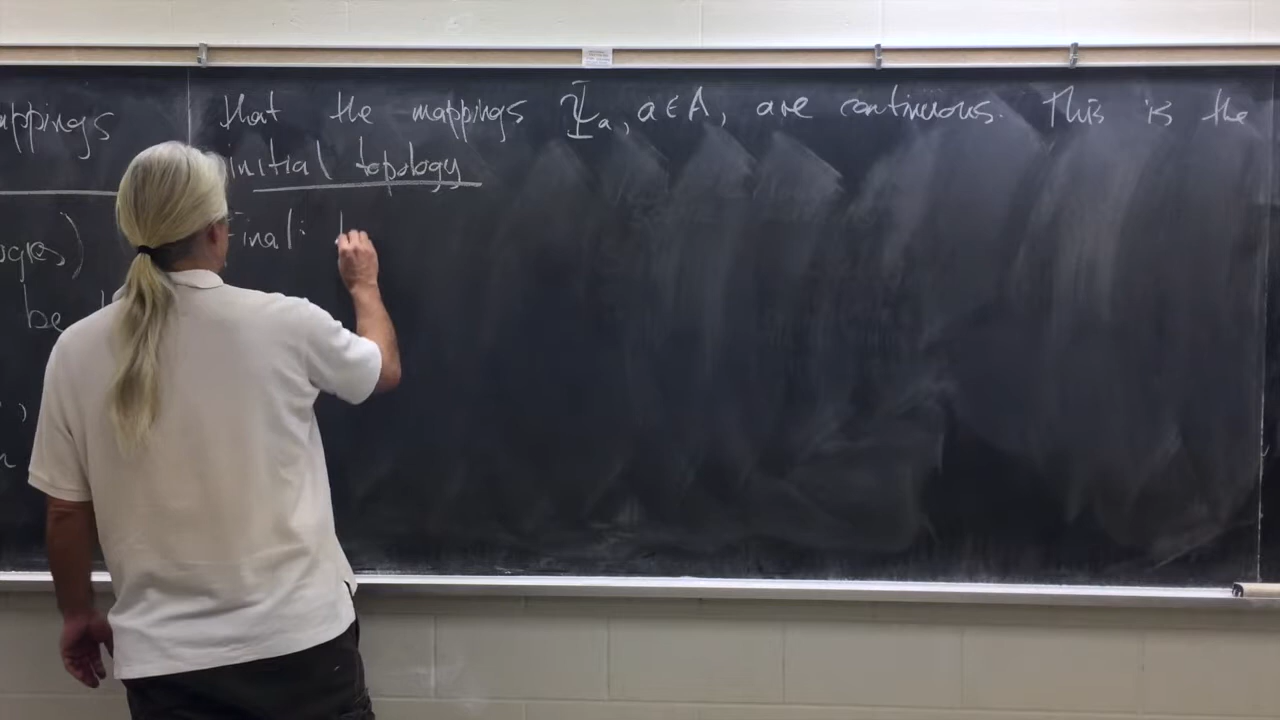 appings
ogies)
be
that the mappings Ψₐ, a∈A, are continuous. This is the
initial topology
Final: